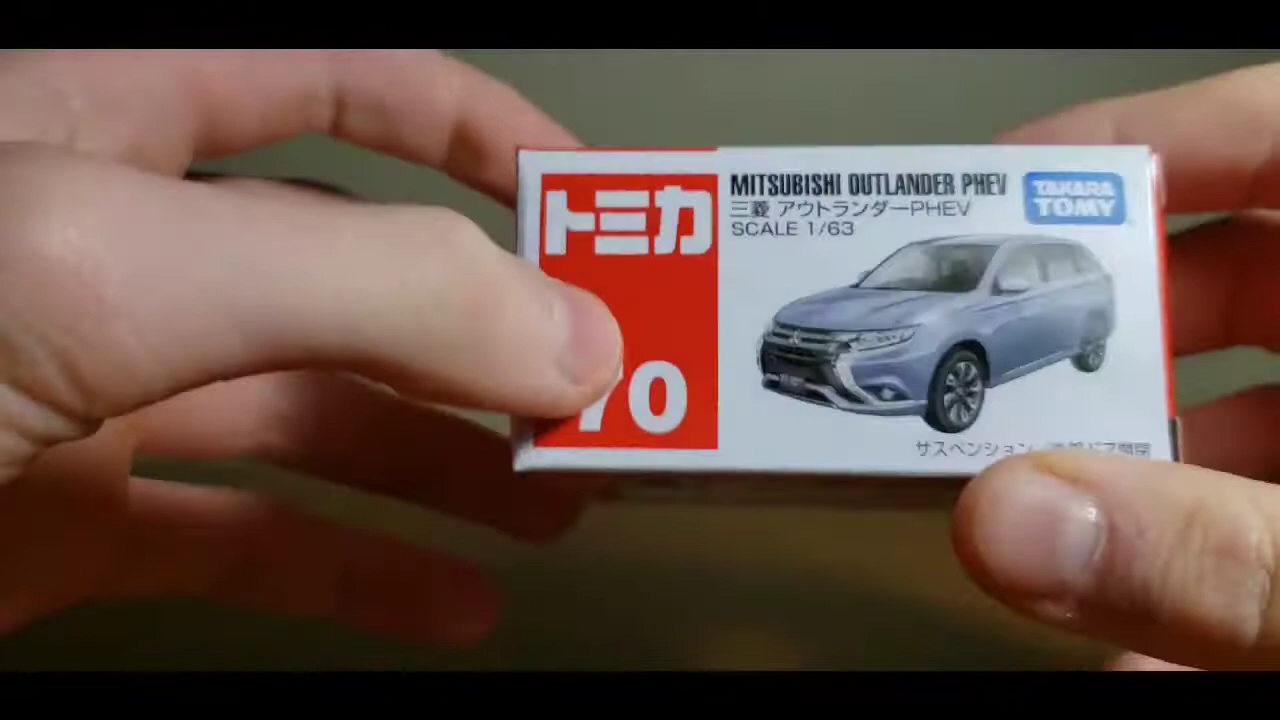 トミカ
70
MITSUBISHI OUTLANDER PHEV
三菱 アウトランダーPHEV
SCALE 1/63
TAKARA
TOMY
サスペンション